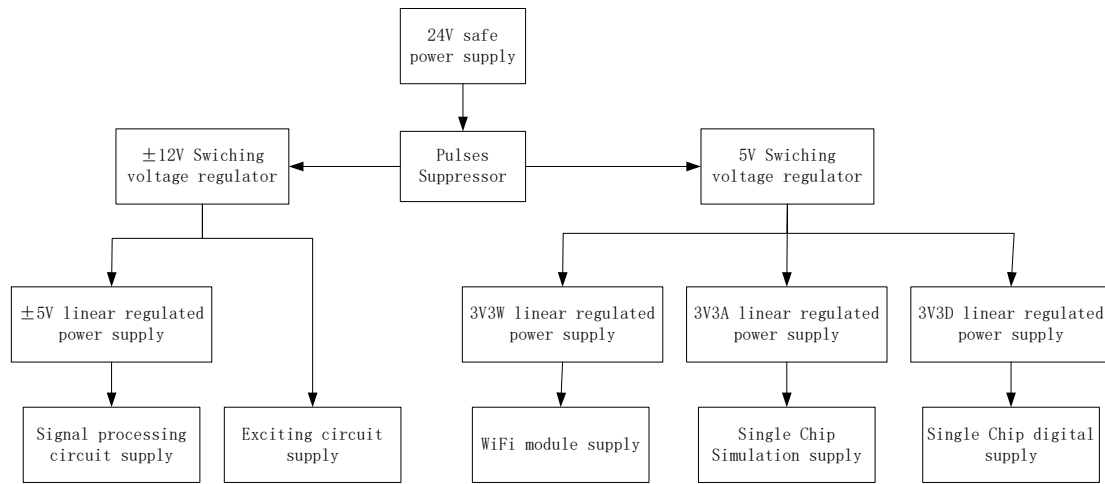 24V safe
power supply
±12V Swiching
voltage regulator
Pulses
Suppressor
5V Swiching
voltage regulator
±5V linear regulated
power supply
3V3W linear regulated
power supply
3V3A linear regulated
power supply
3V3D linear regulated
power supply
Signal processing
circuit supply
Exciting circuit
supply
WiFi module supply
Single Chip
Simulation supply
Single Chip digital
supply